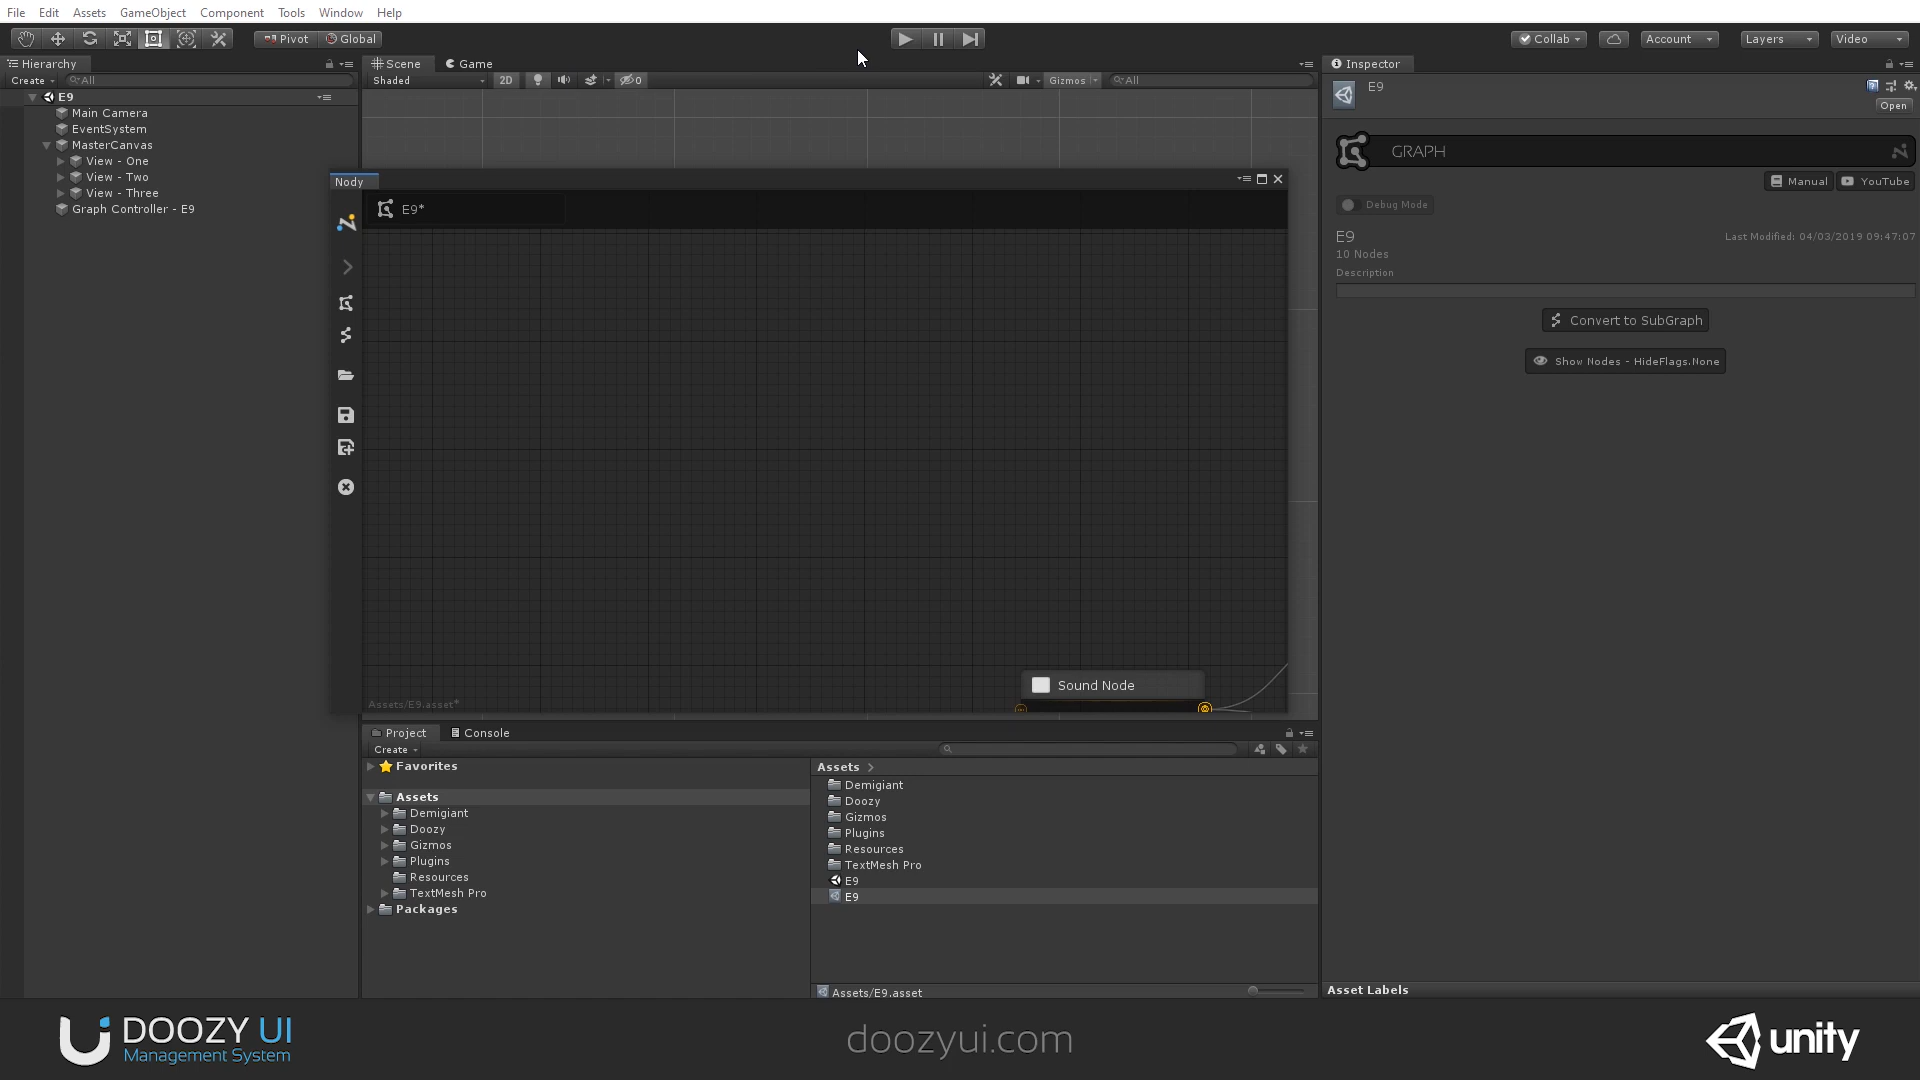 File Edit Assets GameObject Component Tools Window Help
Pivot Global
Collab Account Layers Video
Hierarchy
Create All
E9
Main Camera
EventSystem
MasterCanvas
View - One
View - Two
View - Three
Graph Controller - E9
Scene Game
Shaded 2D 0 Gizmos All
Nody
E9*
Sound Node
Assets/E9.asset*
Project Console
Create
Favorites
Assets
Demigiant
Doozy
Gizmos
Plugins
Resources
TextMesh Pro
Packages
Assets
Demigiant
Doozy
Gizmos
Plugins
Resources
TextMesh Pro
E9
E9
Assets/E9.asset
Inspector
E9
Open
GRAPH
Manual YouTube
Debug Mode
E9
Last Modified: 04/03/2019 09:47:07
10 Nodes
Description
Convert to SubGraph
Show Nodes - HideFlags.None
Asset Labels
DOOZY UI
Management System
doozyui.com
unity